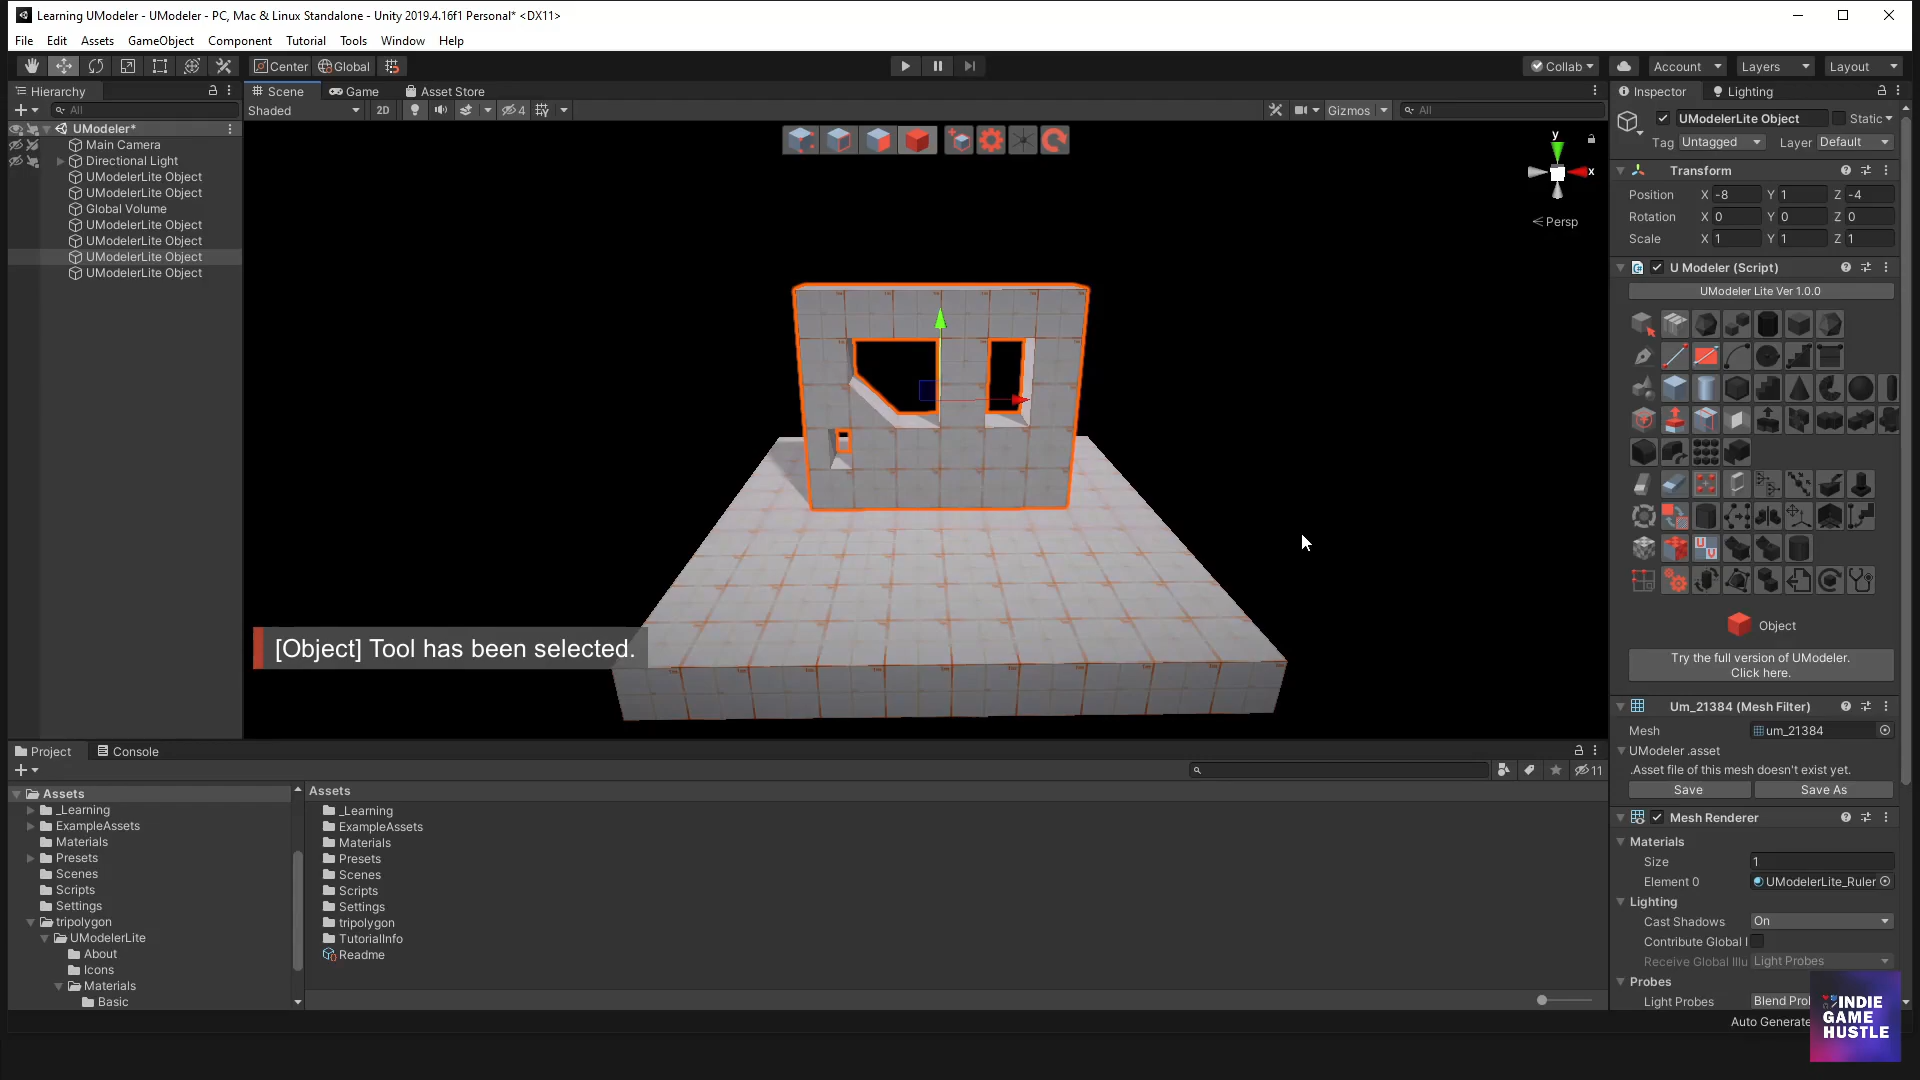 Learning UModeler - UModeler - PC, Mac & Linux Standalone - Unity 2019.4.16f1 Personal* <DX11>
File Edit Assets GameObject Component Tutorial Tools Window Help
Center Global Collab Account Layers Layout
Hierarchy
All
UModeler*
Main Camera
Directional Light
UModelerLite Object
UModelerLite Object
Global Volume
UModelerLite Object
UModelerLite Object
UModelerLite Object
UModelerLite Object
Scene Game Asset Store
Shaded 2D 4 Gizmos All
y
x
Persp
[Object] Tool has been selected.
Inspector Lighting
UModelerLite Object Static
Tag Untagged Layer Default
Transform
Position X -8 Y 1 Z -4
Rotation X 0 Y 0 Z 0
Scale X 1 Y 1 Z 1
U Modeler (Script)
UModeler Lite Ver 1.0.0
Object
Try the full version of UModeler.
Click here.
Um_21384 (Mesh Filter)
Mesh um_21384
UModeler .asset
.Asset file of this mesh doesn't exist yet.
Save Save As
Mesh Renderer
Materials
Size 1
Element 0 UModelerLite_Ruler
Lighting
Cast Shadows On
Contribute Global I
Receive Global Illu Light Probes
Probes
Light Probes Blend Prol
Auto Generate
INDIE
GAME
HUSTLE
Project Console
11
Assets
_Learning
ExampleAssets
Materials
Presets
Scenes
Scripts
Settings
tripolygon
UModelerLite
About
Icons
Materials
Basic
Assets
_Learning
ExampleAssets
Materials
Presets
Scenes
Scripts
Settings
tripolygon
TutorialInfo
Readme